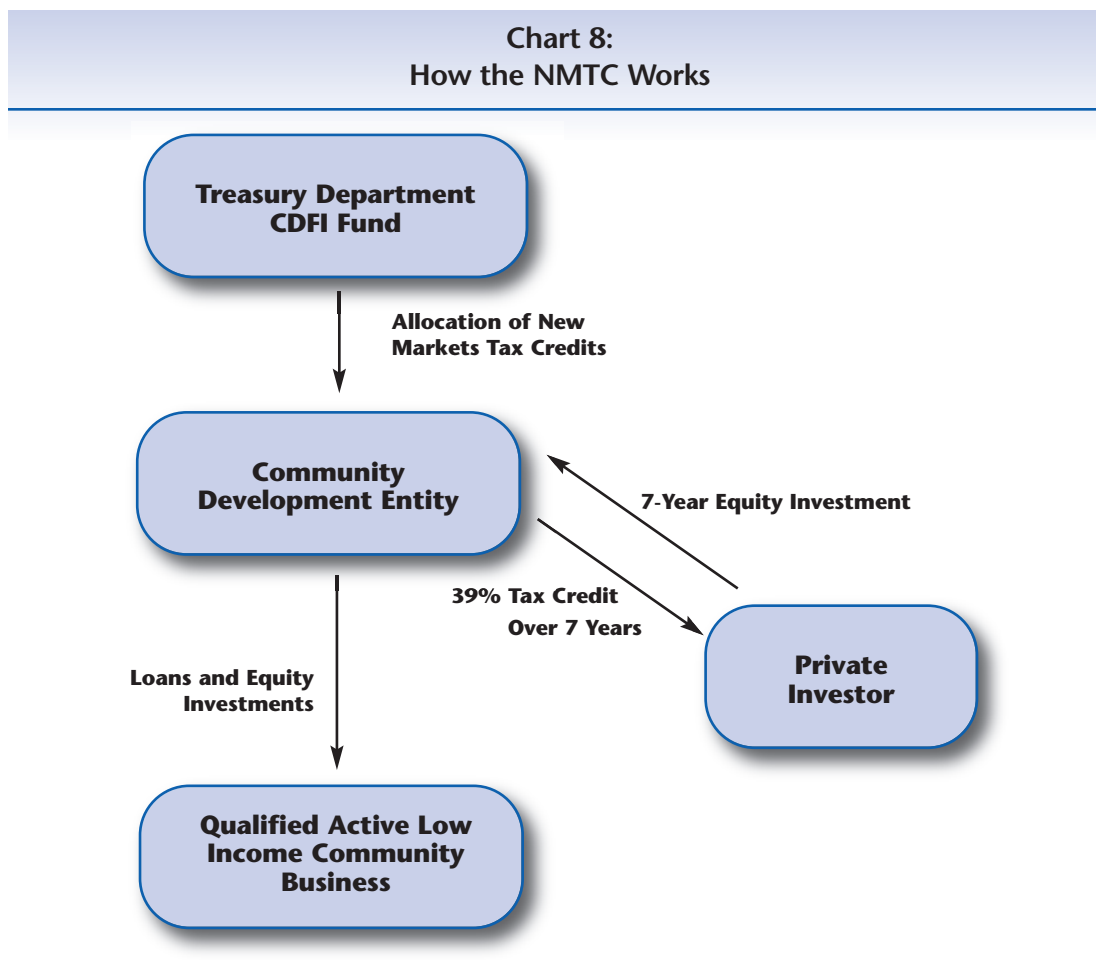 Chart 8:
How the NMTC Works
Treasury Department
CDFI Fund
Allocation of New
Markets Tax Credits
Community
Development Entity
7-Year Equity Investment
39% Tax Credit
Over 7 Years
Loans and Equity
Investments
Private
Investor
Qualified Active Low
Income Community
Business